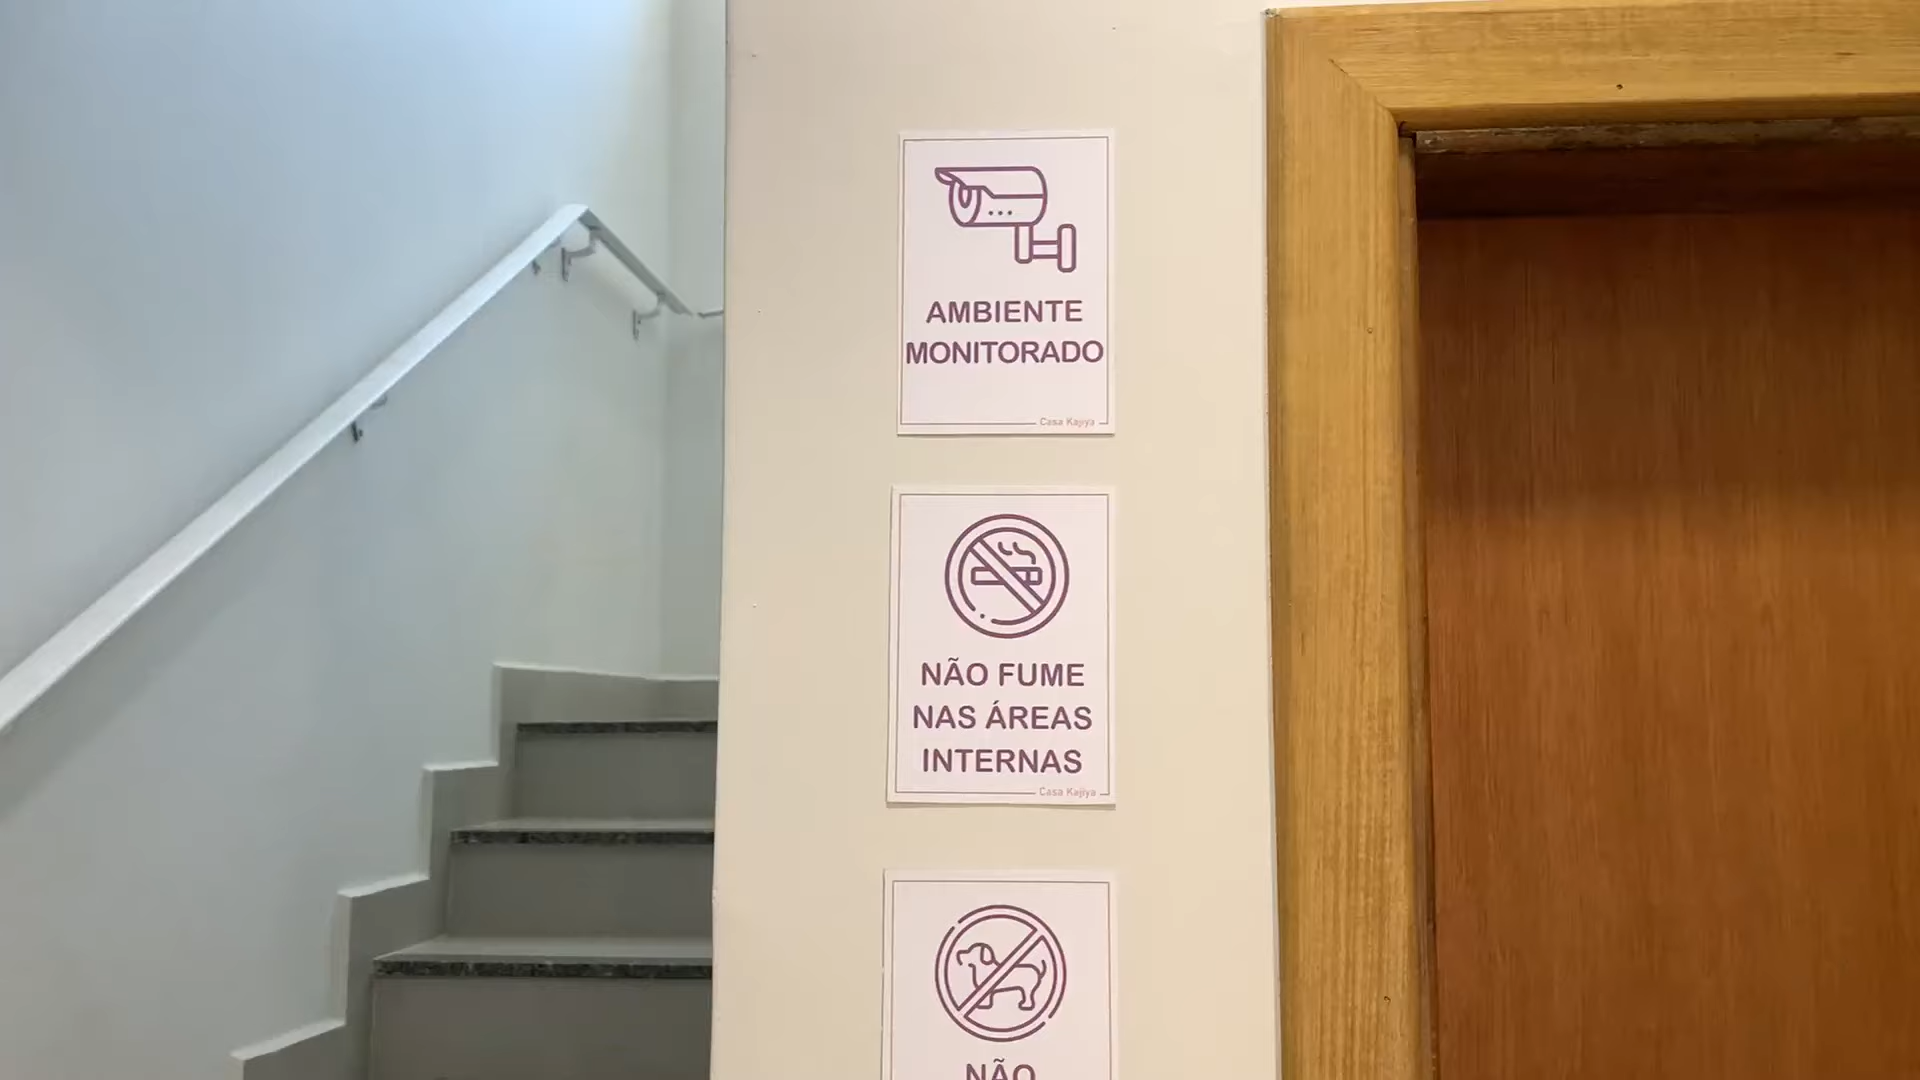 AMBIENTE
MONITORADO
Casa Kajiya
NÃO FUME
NAS ÁREAS
INTERNAS
Casa Kajiya
NÃO